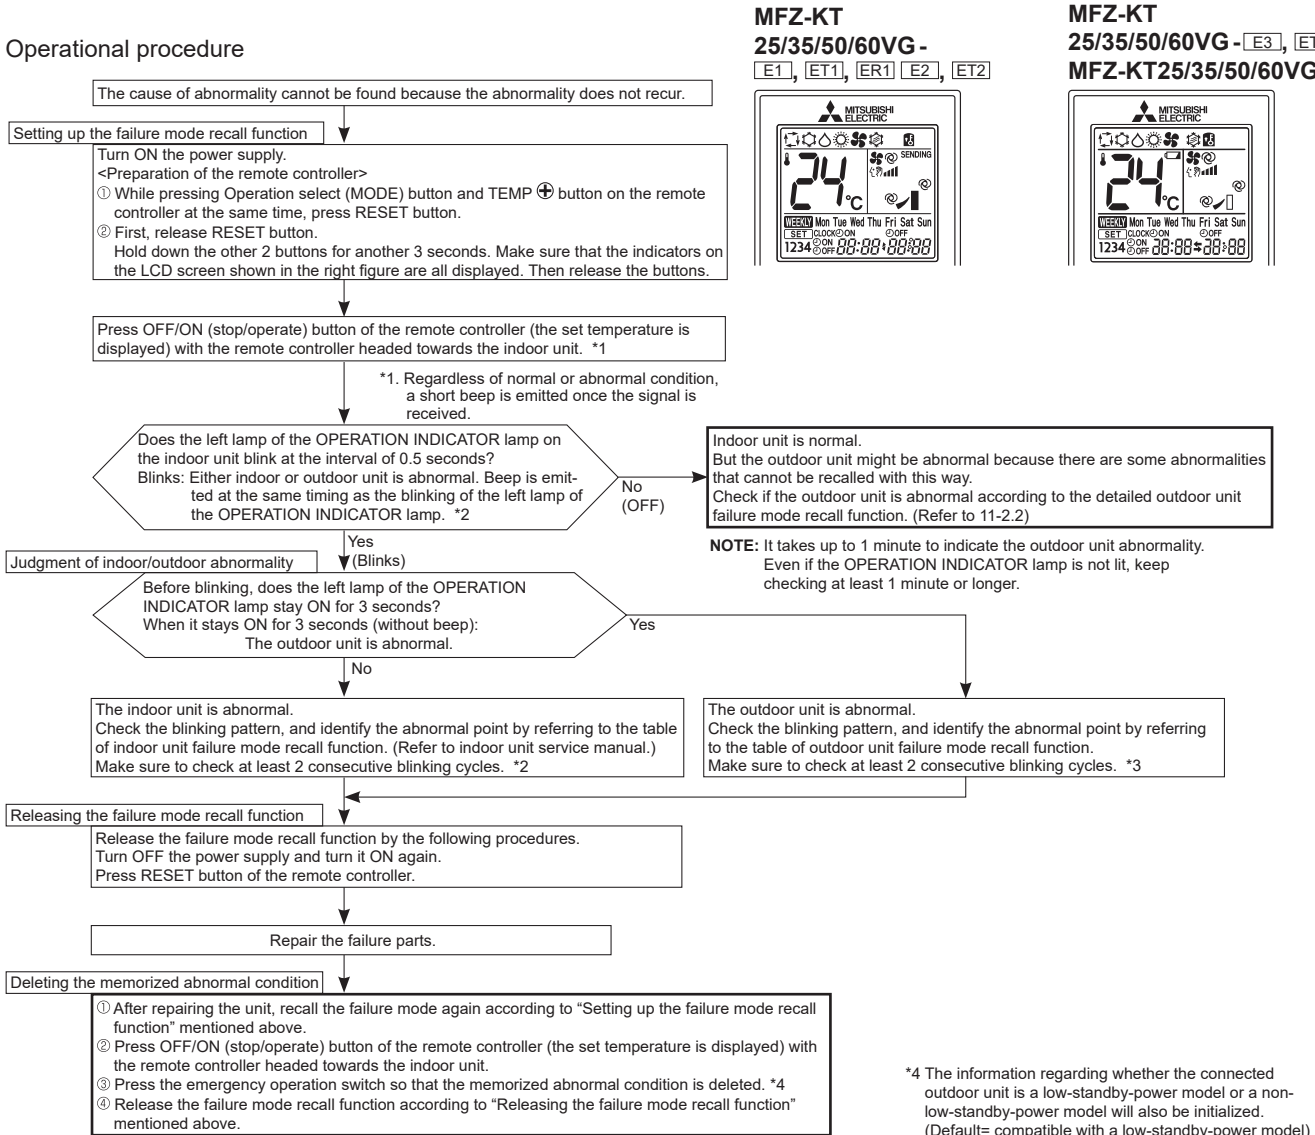 Operational procedure
MFZ-KT
25/35/50/60VG -
E1, ET1, ER1 E2, ET2
MFZ-KT
25/35/50/60VG - E3,
MFZ-KT25/35/50/60VG
MITSUBISHI
ELECTRIC
SENDING
24°C
WEEKLY Mon Tue Wed Thu Fri Sat Sun
SET CLOCK ON OFF
1234 ON OFF 88:88 88:88
MITSUBISHI
ELECTRIC
24°C
WEEKLY Mon Tue Wed Thu Fri Sat Sun
SET CLOCK ON OFF
1234 ON OFF 28:88 28:88
The cause of abnormality cannot be found because the abnormality does not recur.
Setting up the failure mode recall function
Turn ON the power supply.
<Preparation of the remote controller>
① While pressing Operation select (MODE) button and TEMP ⊕ button on the remote
controller at the same time, press RESET button.
② First, release RESET button.
Hold down the other 2 buttons for another 3 seconds. Make sure that the indicators on
the LCD screen shown in the right figure are all displayed. Then release the buttons.
Press OFF/ON (stop/operate) button of the remote controller (the set temperature is
displayed) with the remote controller headed towards the indoor unit. *1
*1. Regardless of normal or abnormal condition,
a short beep is emitted once the signal is
received.
Does the left lamp of the OPERATION INDICATOR lamp on
the indoor unit blink at the interval of 0.5 seconds?
Blinks: Either indoor or outdoor unit is abnormal. Beep is emit-
ted at the same timing as the blinking of the left lamp of
the OPERATION INDICATOR lamp. *2
No
(OFF)
Indoor unit is normal.
But the outdoor unit might be abnormal because there are some abnormalities
that cannot be recalled with this way.
Check if the outdoor unit is abnormal according to the detailed outdoor unit
failure mode recall function. (Refer to 11-2.2)
NOTE: It takes up to 1 minute to indicate the outdoor unit abnormality.
Even if the OPERATION INDICATOR lamp is not lit, keep
checking at least 1 minute or longer.
Yes
(Blinks)
Judgment of indoor/outdoor abnormality
Before blinking, does the left lamp of the OPERATION
INDICATOR lamp stay ON for 3 seconds?
When it stays ON for 3 seconds (without beep):
The outdoor unit is abnormal.
Yes
No
The indoor unit is abnormal.
Check the blinking pattern, and identify the abnormal point by referring to the table
of indoor unit failure mode recall function. (Refer to indoor unit service manual.)
Make sure to check at least 2 consecutive blinking cycles. *2
The outdoor unit is abnormal.
Check the blinking pattern, and identify the abnormal point by referring
to the table of outdoor unit failure mode recall function.
Make sure to check at least 2 consecutive blinking cycles. *3
Releasing the failure mode recall function
Release the failure mode recall function by the following procedures.
Turn OFF the power supply and turn it ON again.
Press RESET button of the remote controller.
Repair the failure parts.
Deleting the memorized abnormal condition
① After repairing the unit, recall the failure mode again according to “Setting up the failure mode recall
function” mentioned above.
② Press OFF/ON (stop/operate) button of the remote controller (the set temperature is displayed) with
the remote controller headed towards the indoor unit.
③ Press the emergency operation switch so that the memorized abnormal condition is deleted. *4
④ Release the failure mode recall function according to “Releasing the failure mode recall function”
mentioned above.
*4 The information regarding whether the connected
outdoor unit is a low-standby-power model or a non-
low-standby-power model will also be initialized.
(Default= compatible with a low-standby-power model)